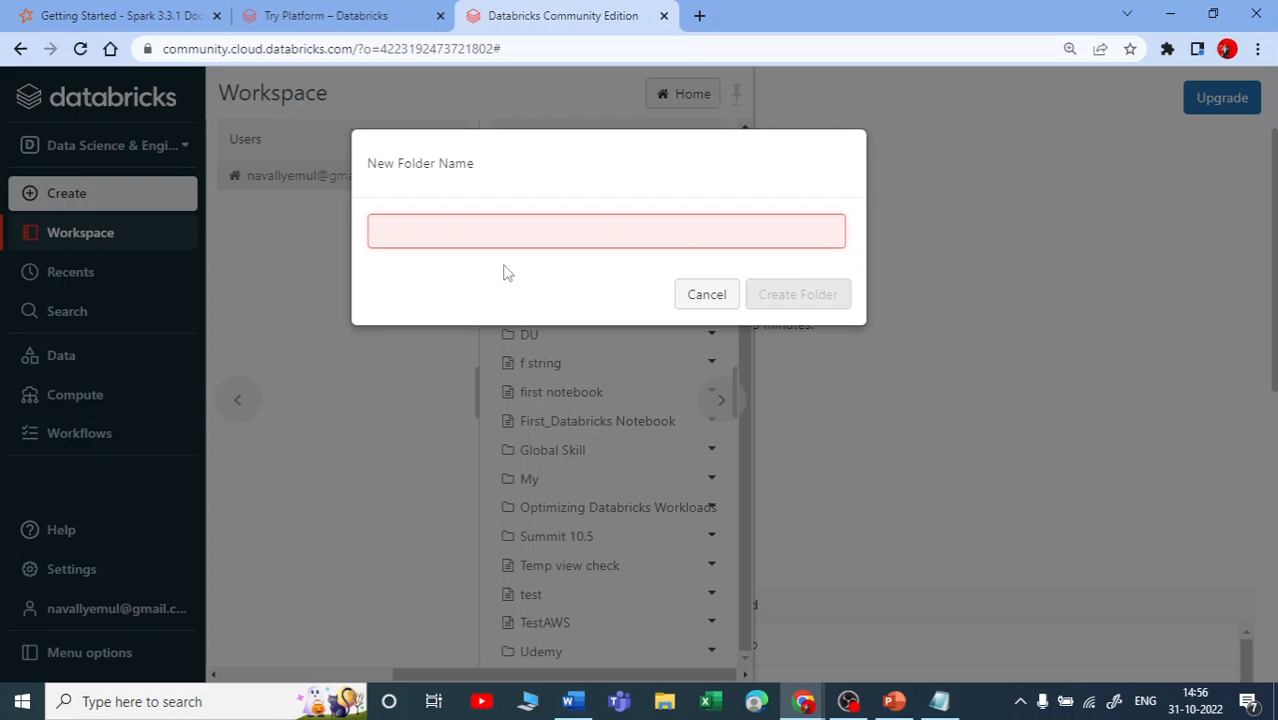 Getting Started - Spark 3.3.1 Doc
Try Platform – Databricks
Databricks Community Edition
community.cloud.databricks.com/?o=4223192473721802#
databricks
Workspace
Home
Upgrade
Data Science & Engi...
Users
Create
navallyemul@gma
New Folder Name
Workspace
Recents
Cancel
Create Folder
Search
minutes.
DU
Data
f string
Compute
first notebook
First_Databricks Notebook
Workflows
Global Skill
My
Optimizing Databricks Workloads
Help
Summit 10.5
Settings
Temp view check
test
navallyemul@gmail.c...
TestAWS
Menu options
Udemy
Type here to search
ENG
14:56
31-10-2022
7